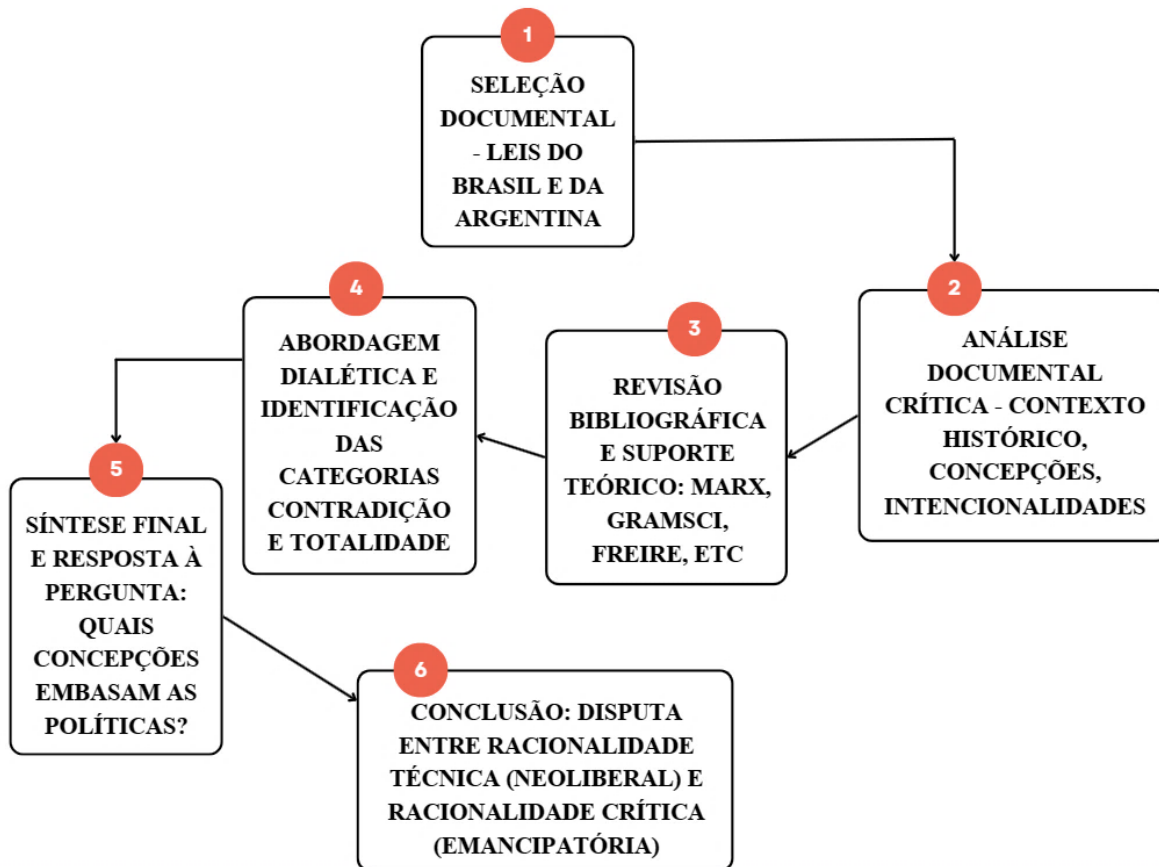 1
SELEÇÃO
DOCUMENTAL
- LEIS DO
BRASIL E DA
ARGENTINA
2
ANÁLISE
DOCUMENTAL
CRÍTICA - CONTEXTO
HISTÓRICO,
CONCEPÇÕES,
INTENCIONALIDADES
3
REVISÃO
BIBLIOGRÁFICA
E SUPORTE
TEÓRICO: MARX,
GRAMSCI,
FREIRE, ETC
4
ABORDAGEM
DIALÉTICA E
IDENTIFICAÇÃO
DAS
CATEGORIAS
CONTRADIÇÃO
E TOTALIDADE
5
SÍNTESE FINAL
E RESPOSTA À
PERGUNTA:
QUAIS
CONCEPÇÕES
EMBASAM AS
POLÍTICAS?
6
CONCLUSÃO: DISPUTA
ENTRE RACIONALIDADE
TÉCNICA (NEOLIBERAL) E
RACIONALIDADE CRÍTICA
(EMANCIPATÓRIA)